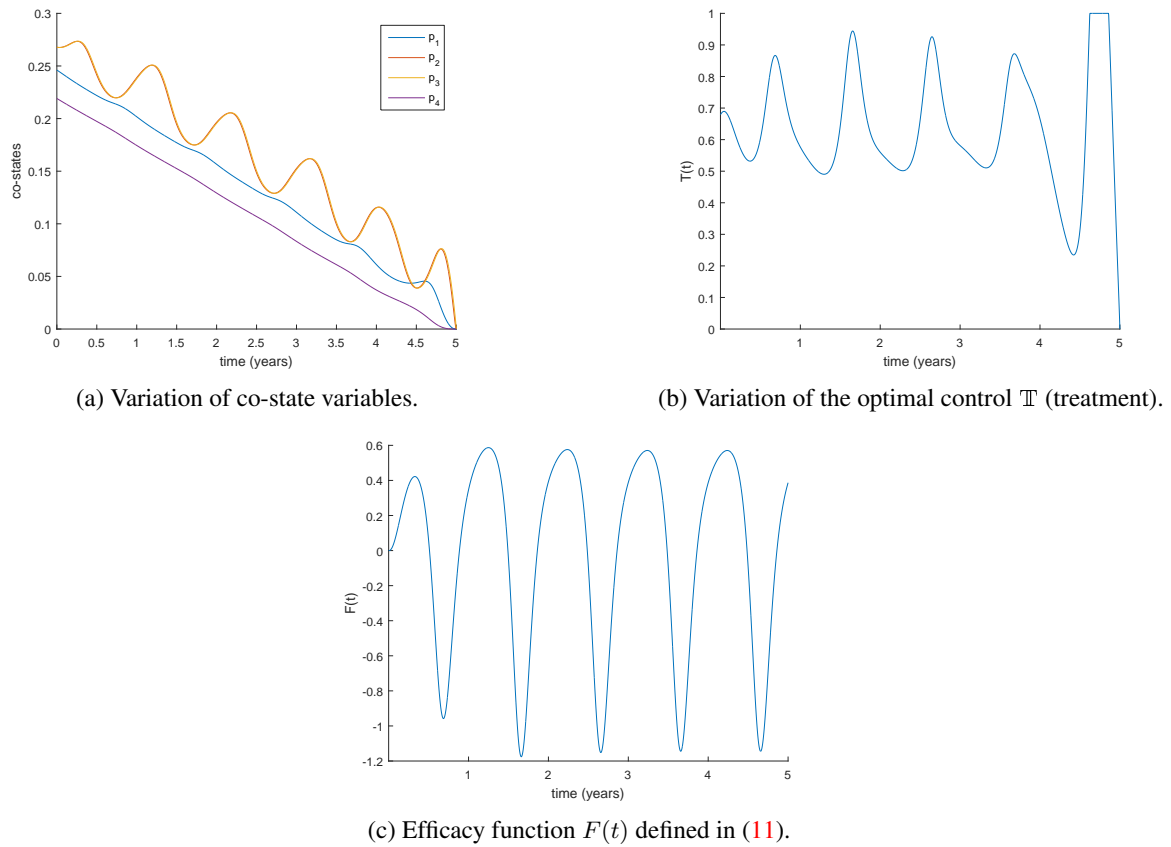 0.3
0.25
0.2
0.15
0.1
0.05
0
co-states
p1
p2
p3
p4
0 0.5 1 1.5 2 2.5 3 3.5 4 4.5 5
time (years)
(a) Variation of co-state variables.
1
0.9
0.8
0.7
0.6
0.5
0.4
0.3
0.2
0.1
0
T(t)
1 2 3 4 5
time (years)
(b) Variation of the optimal control 𝕋 (treatment).
0.6
0.4
0.2
0
-0.2
-0.4
-0.6
-0.8
-1
-1.2
F(t)
1 2 3 4 5
time (years)
(c) Efficacy function F(t) defined in (11).